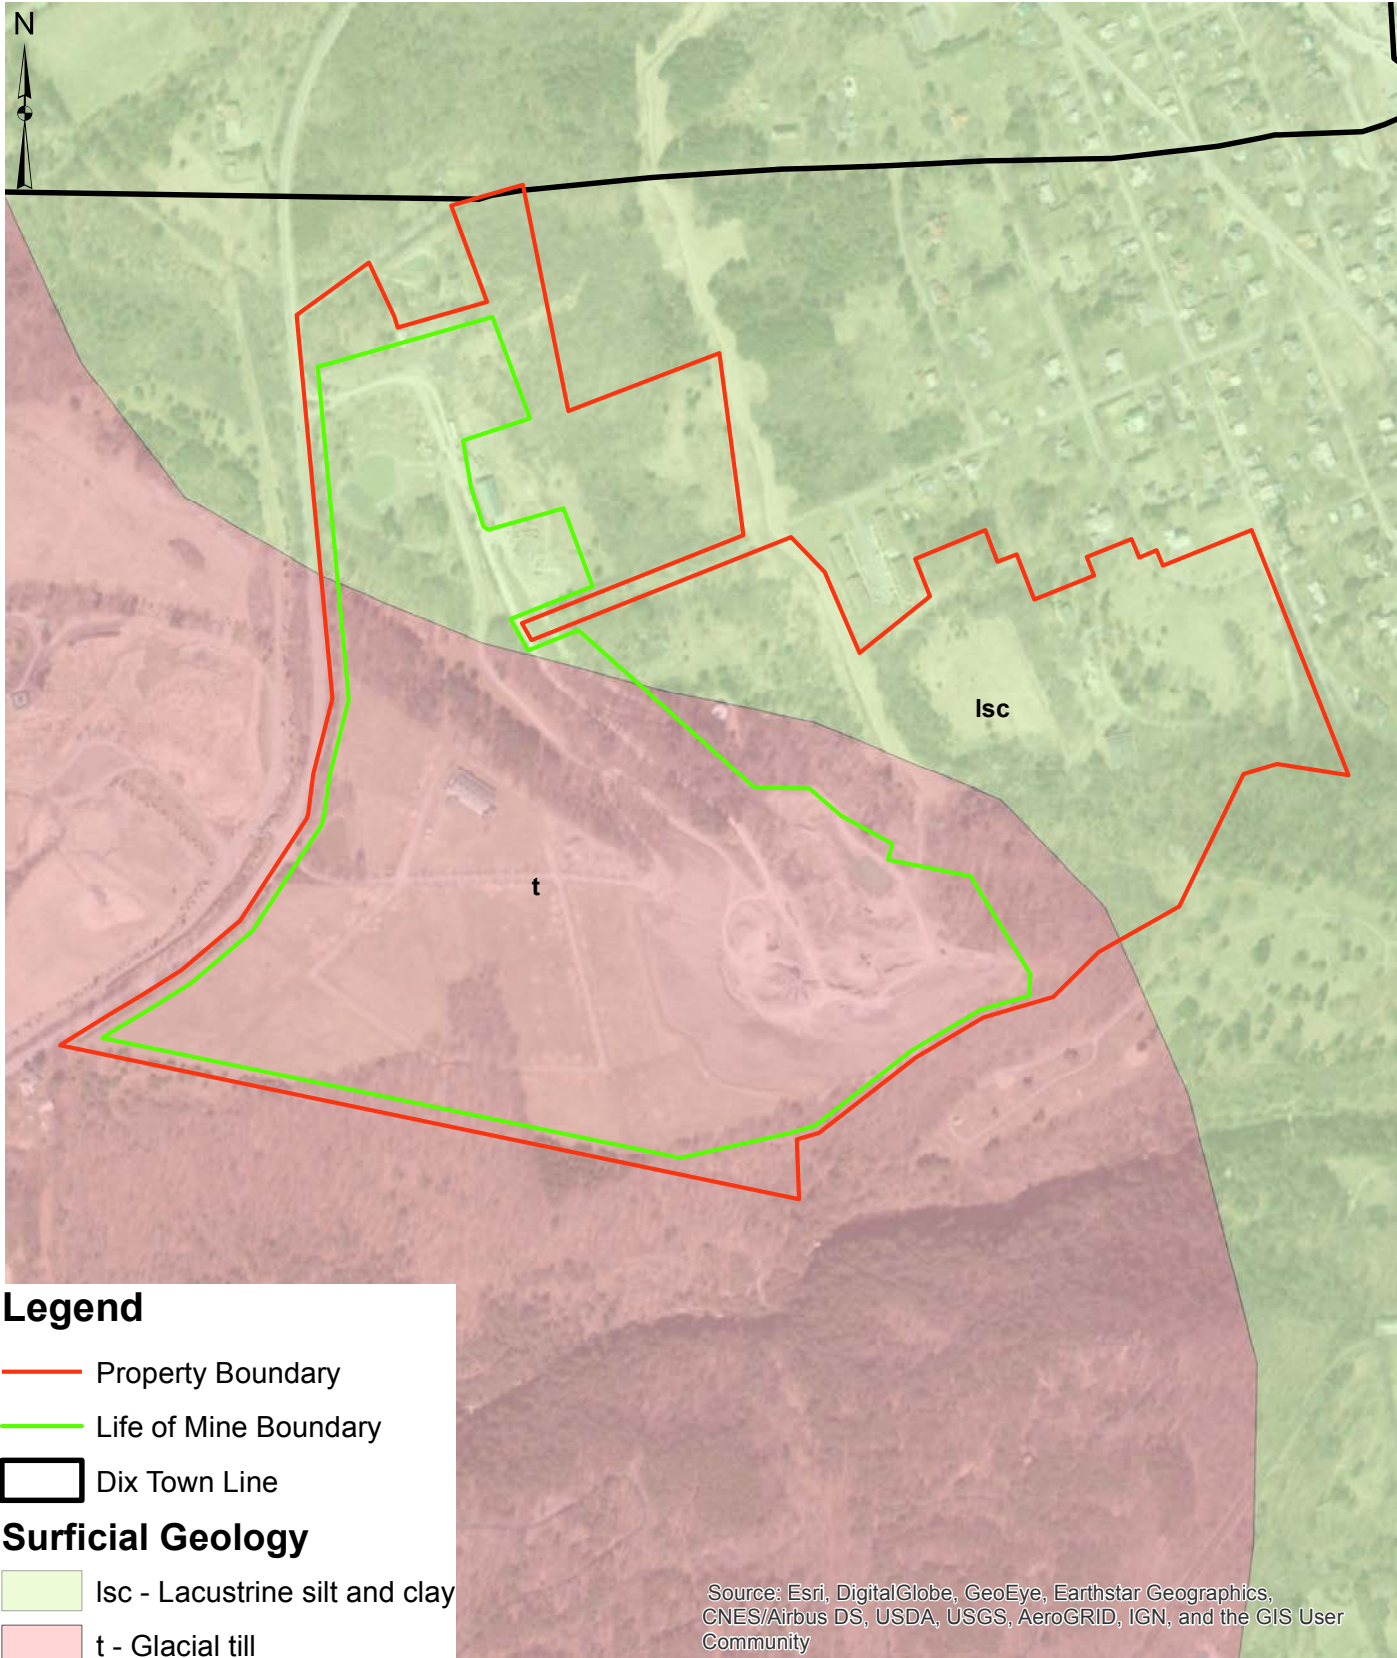 N
lsc
t
Legend
Property Boundary
Life of Mine Boundary
Dix Town Line
Surficial Geology
lsc - Lacustrine silt and clay
t - Glacial till
Source: Esri, DigitalGlobe, GeoEye, Earthstar Geographics,
CNES/Airbus DS, USDA, USGS, AeroGRID, IGN, and the GIS User
Community